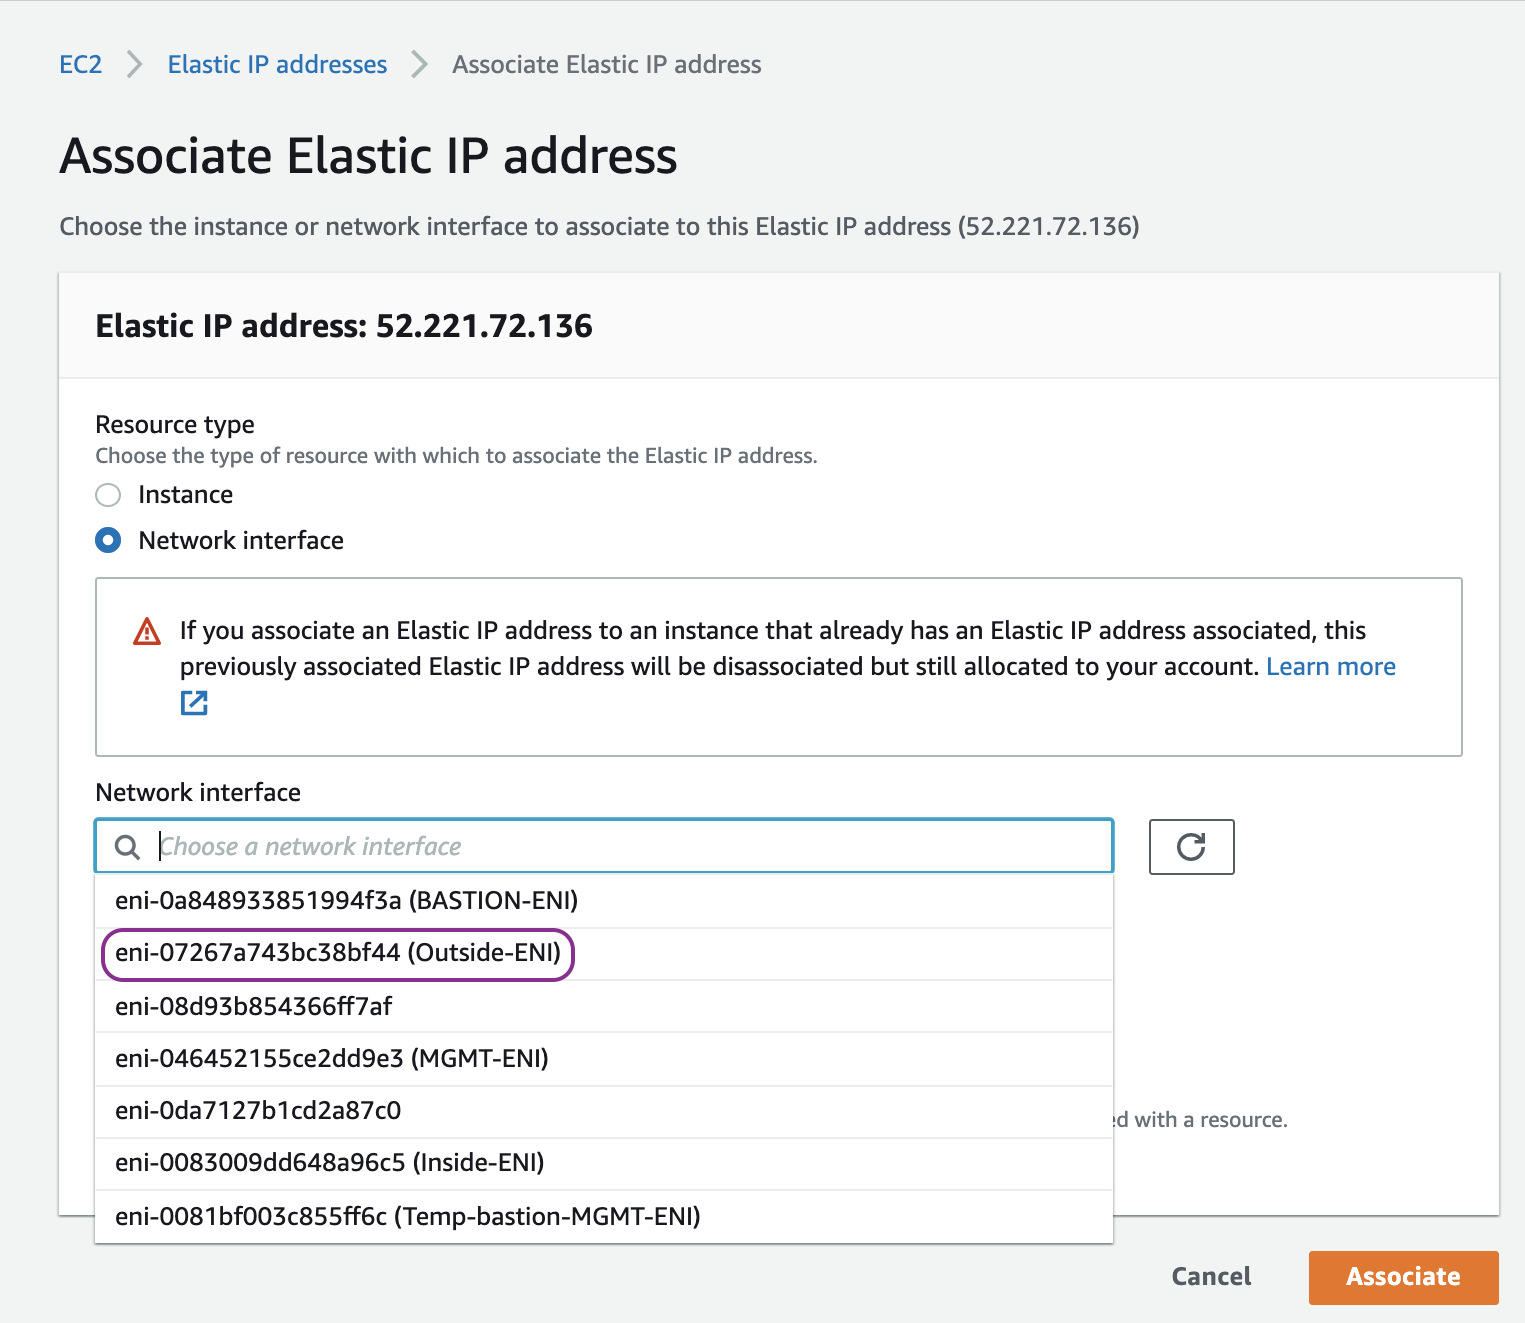 EC2 Elastic IP addresses Associate Elastic IP address
Associate Elastic IP address
Choose the instance or network interface to associate to this Elastic IP address (52.221.72.136)
Elastic IP address: 52.221.72.136
Resource type
Choose the type of resource with which to associate the Elastic IP address.
Instance
Network interface
If you associate an Elastic IP address to an instance that already has an Elastic IP address associated, this
previously associated Elastic IP address will be disassociated but still allocated to your account. Learn more
Network interface
Choose a network interface
eni-0a848933851994f3a (BASTION-ENI)
eni-07267a743bc38bf44 (Outside-ENI)
eni-08d93b854366ff7af
eni-046452155ce2dd9e3 (MGMT-ENI)
eni-0da7127b1cd2a87c0
with a resource.
eni-0083009dd648a96c5 (Inside-ENI)
eni-0081bf003c855ff6c (Temp-bastion-MGMT-ENI)
Cancel Associate